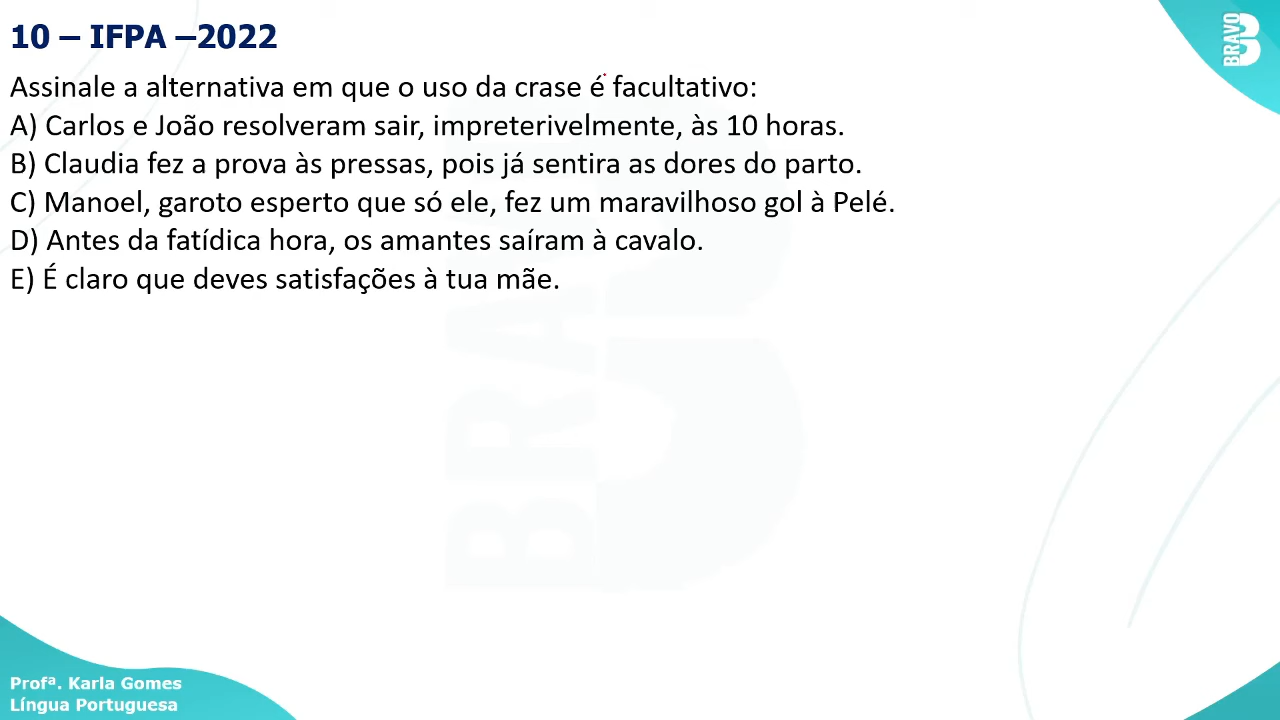 10 – IFPA –2022
BRAVO
Assinale a alternativa em que o uso da crase é facultativo:
A) Carlos e João resolveram sair, impreterivelmente, às 10 horas.
B) Claudia fez a prova às pressas, pois já sentira as dores do parto.
C) Manoel, garoto esperto que só ele, fez um maravilhoso gol à Pelé.
D) Antes da fatídica hora, os amantes saíram à cavalo.
E) É claro que deves satisfações à tua mãe.
BRAVO
Profª. Karla Gomes
Língua Portuguesa